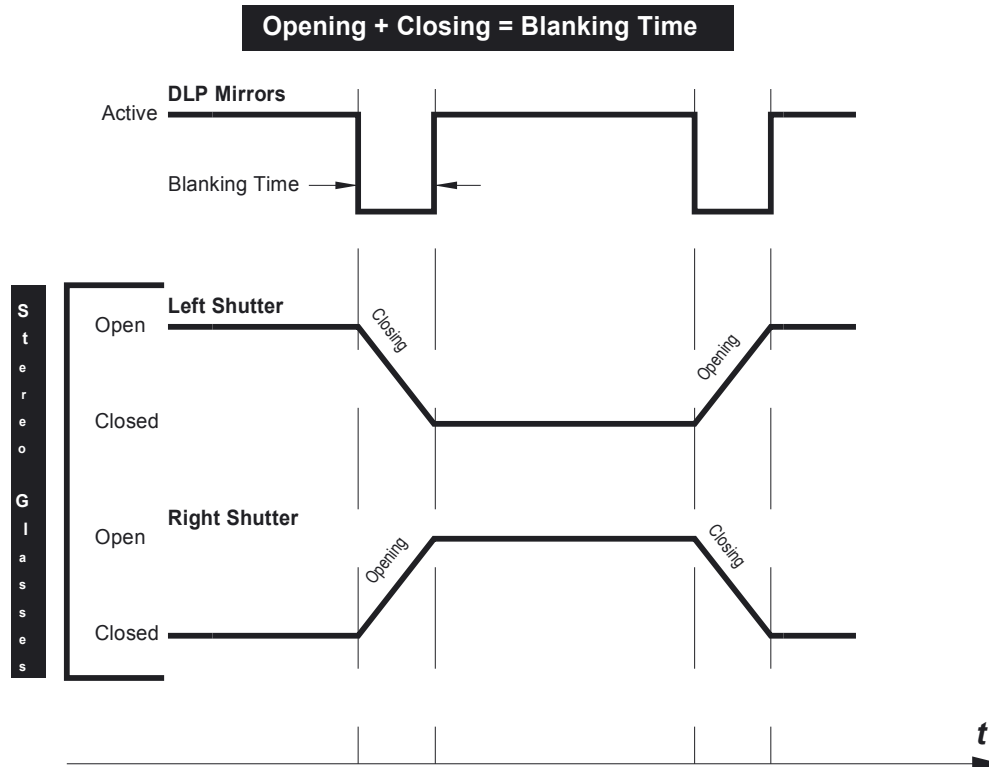 Opening + Closing = Blanking Time
DLP Mirrors
Active
Blanking Time
Stereo Glasses
Left Shutter
Open
Closing
Opening
Closed
Right Shutter
Open
Opening
Closing
Closed
t